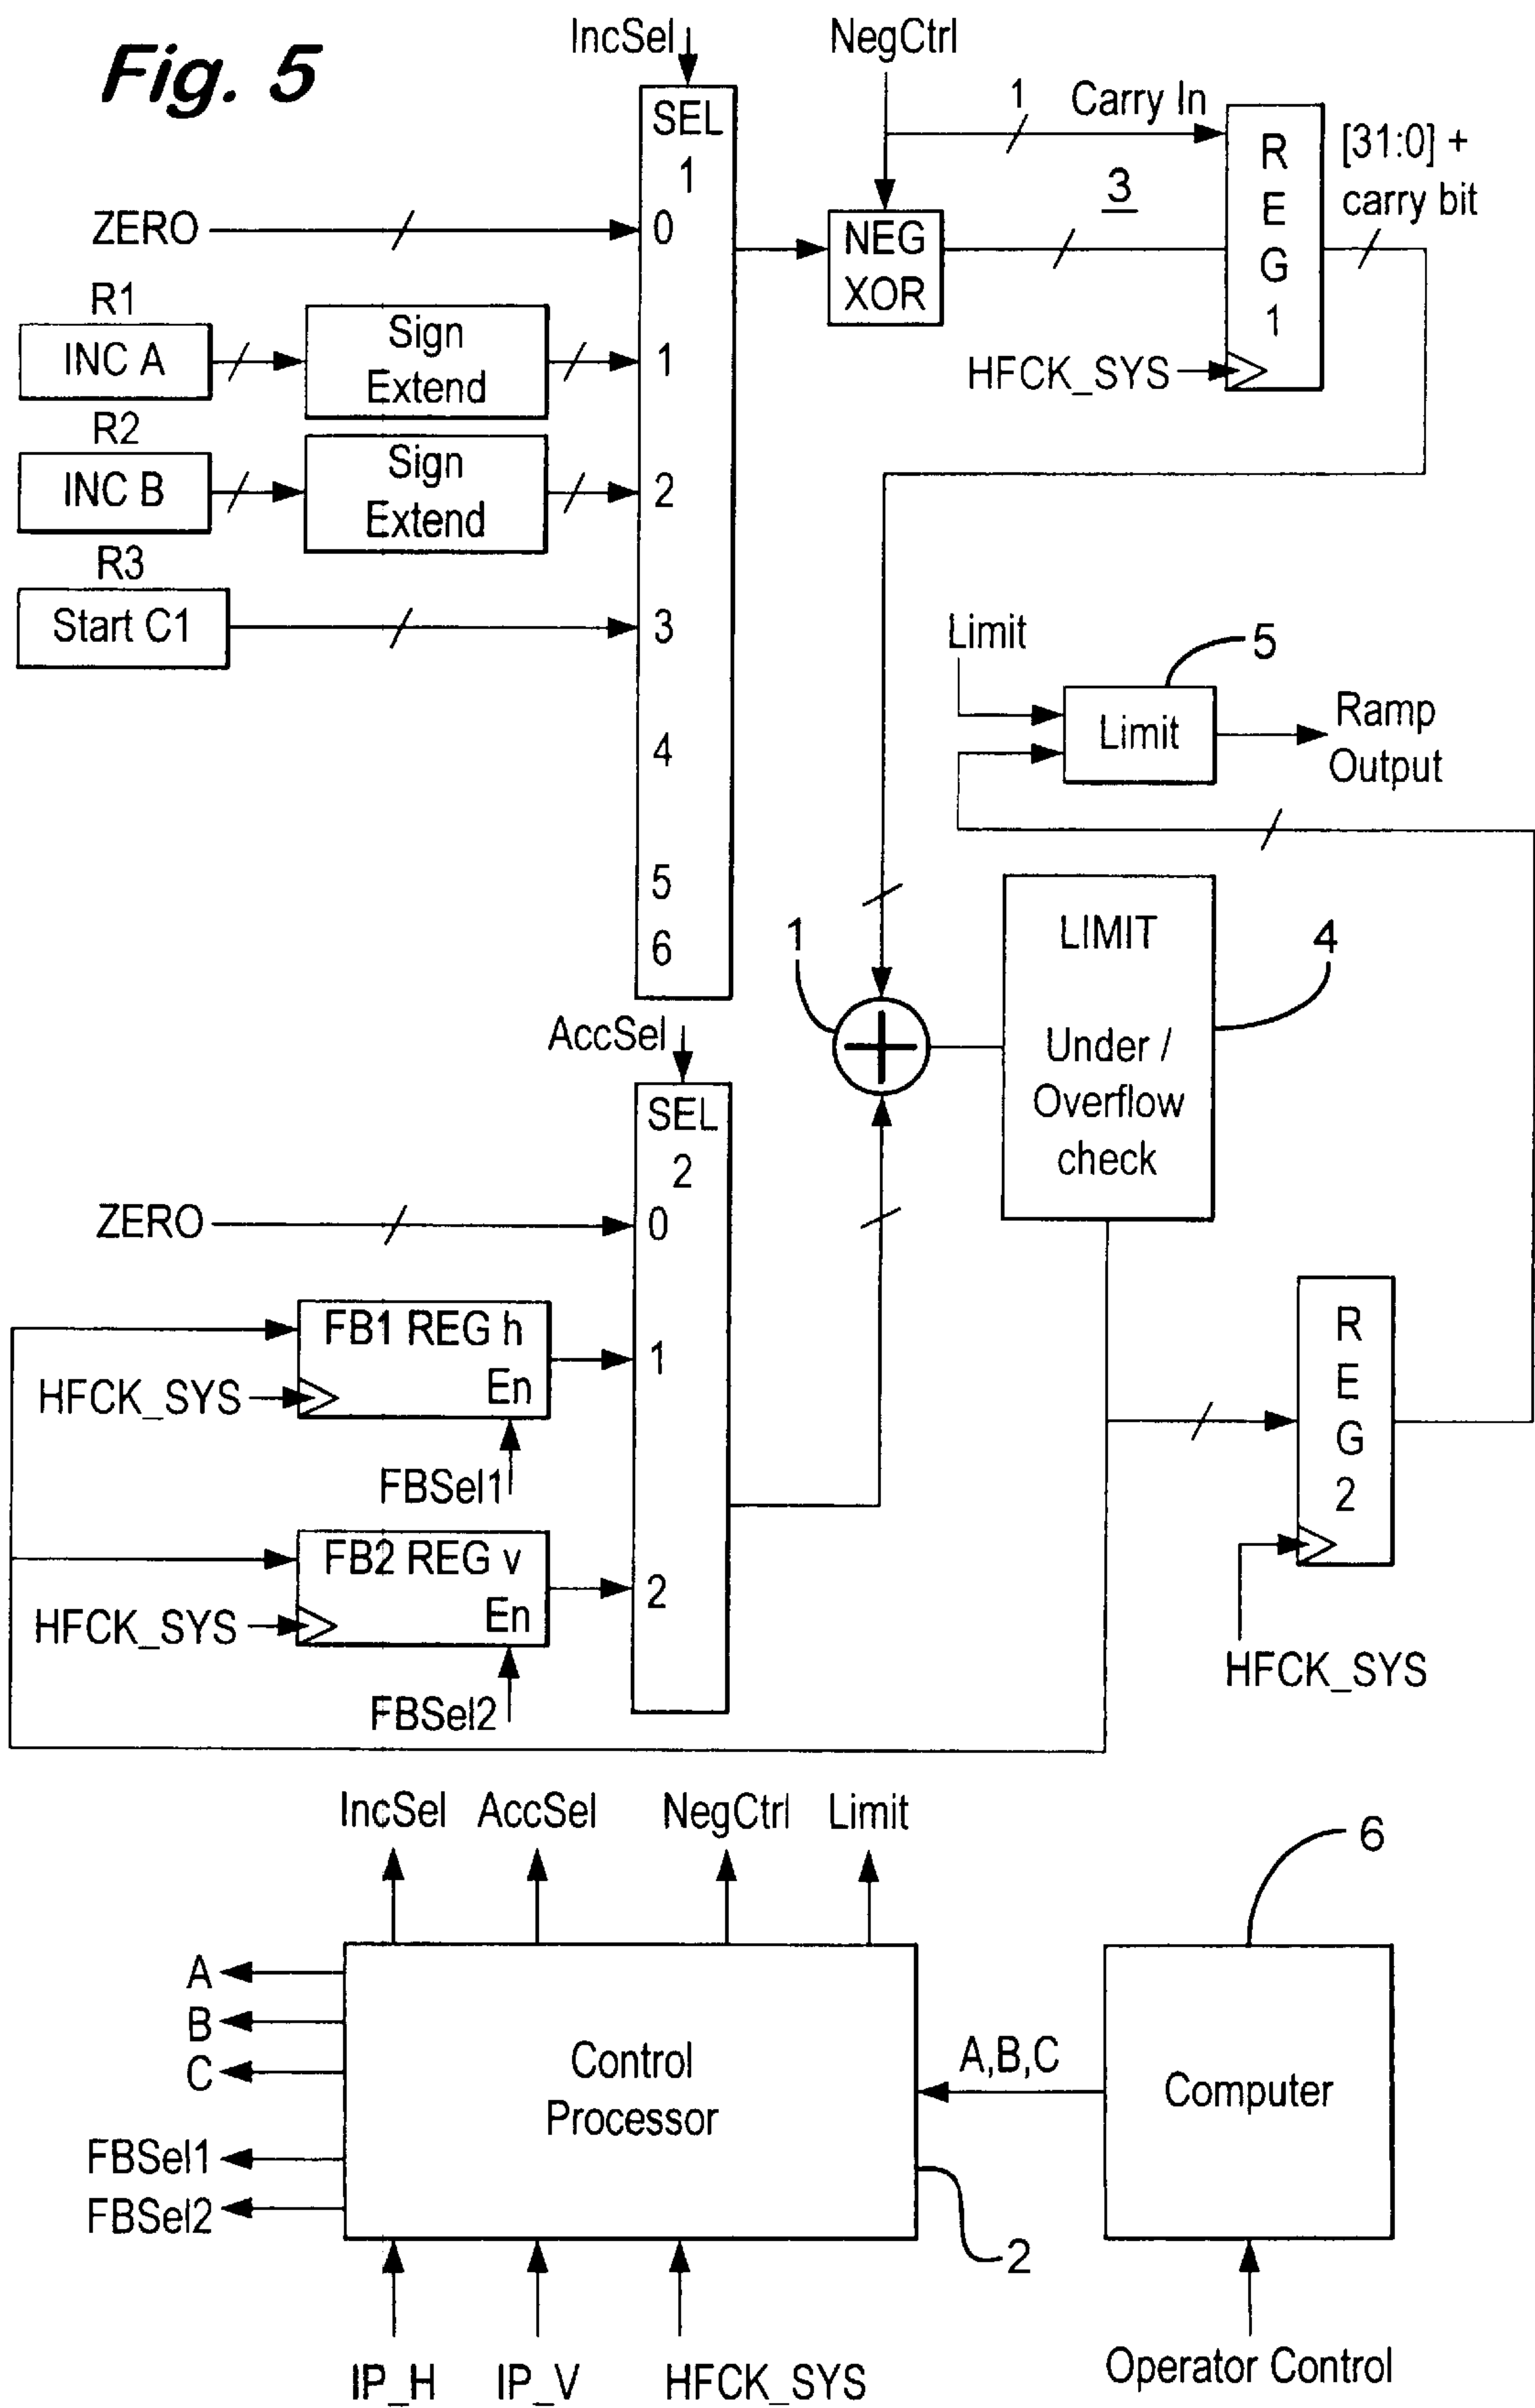 Fig. 5
IncSel
NegCtrl
SEL
1
0
1
2
3
4
5
6
ZERO
R1
INC A
Sign
Extend
R2
INC B
Sign
Extend
R3
Start C1
NEG
XOR
1
Carry In
3
R
E
G
1
[31:0] +
carry bit
HFCK_SYS
Limit
5
Limit
Ramp
Output
1
LIMIT
Under /
Overflow
check
4
AccSel
SEL
2
0
1
2
ZERO
FB1 REG h
En
HFCK_SYS
FBSel1
FB2 REG v
En
HFCK_SYS
FBSel2
R
E
G
2
HFCK_SYS
IncSel
AccSel
NegCtrl
Limit
6
A
B
C
FBSel1
FBSel2
Control
Processor
A,B,C
Computer
2
IP_H
IP_V
HFCK_SYS
Operator Control